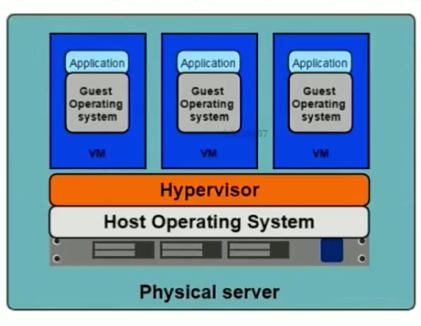 Application Application Application
Guest Guest Guest
Operating Operating Operating
system system system
VM VM VM
Hypervisor
Host Operating System
Physical server